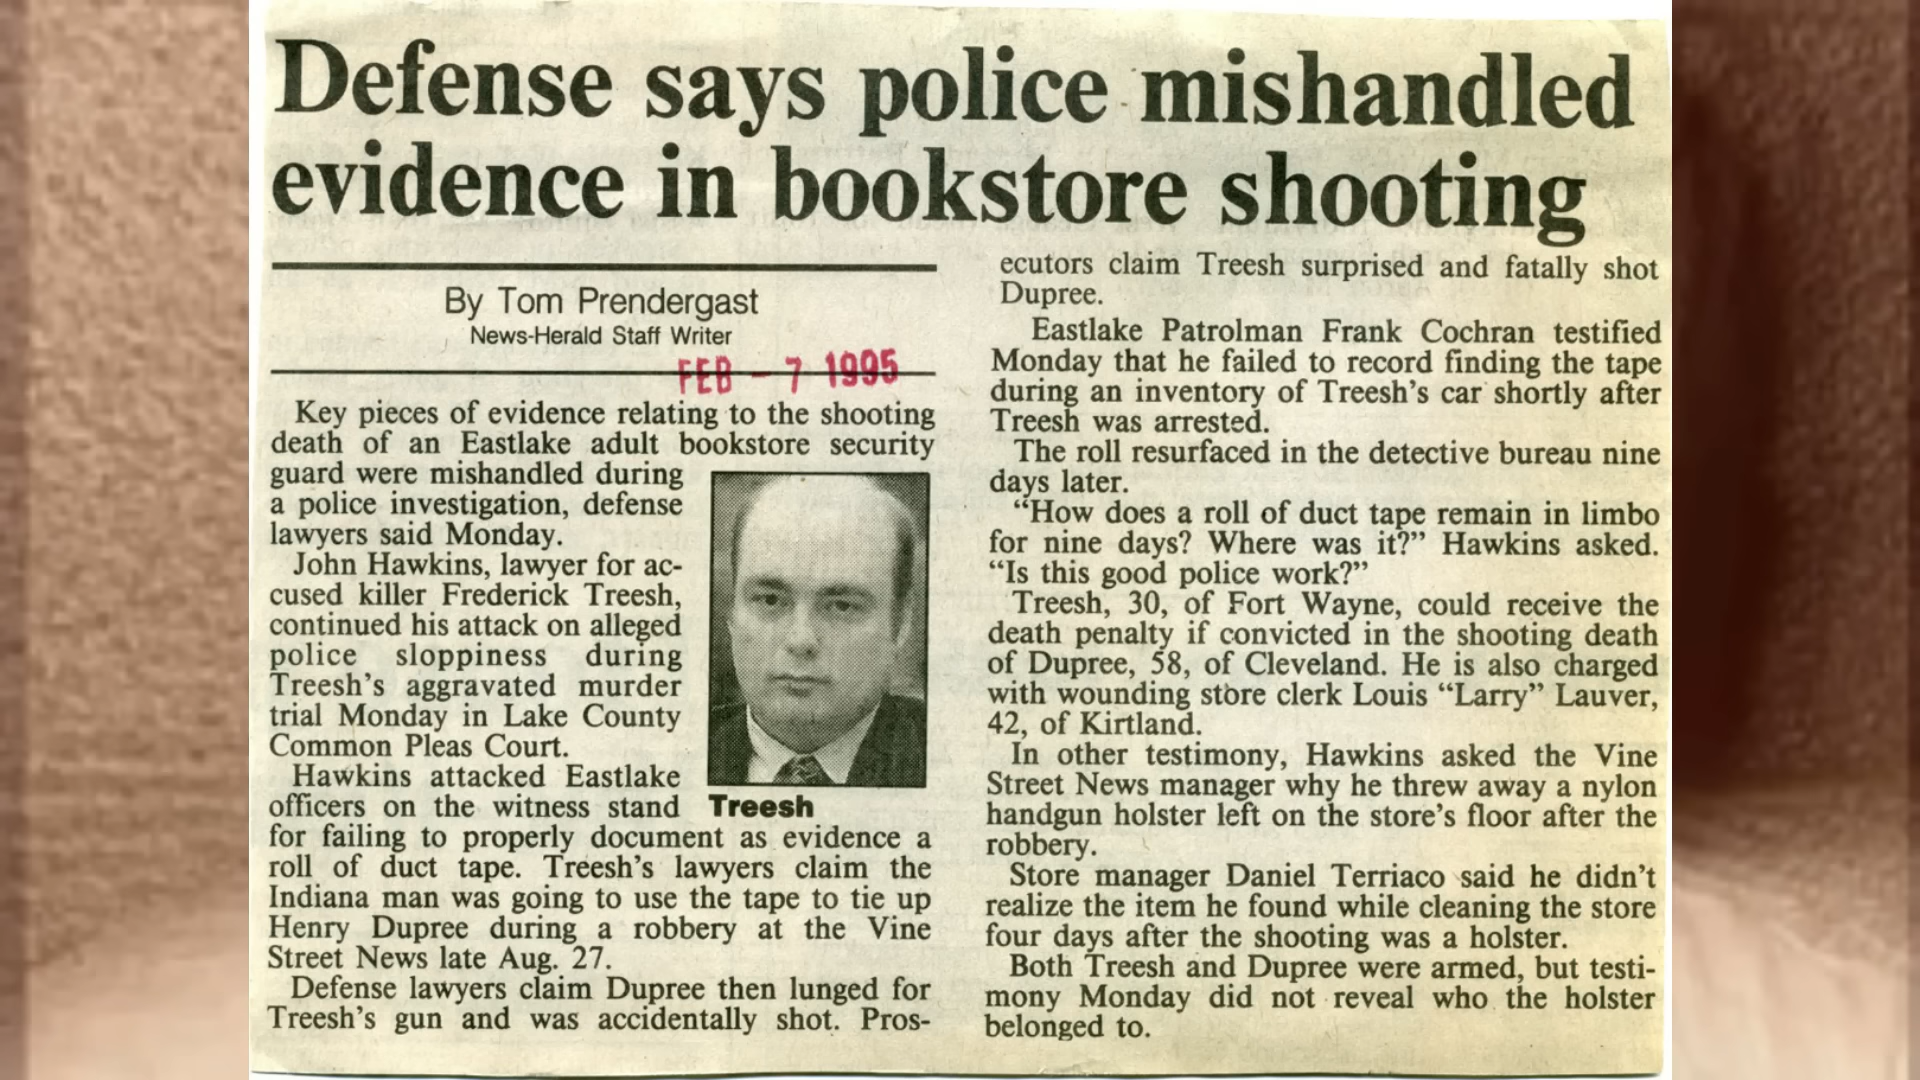 Defense says police mishandled
evidence in bookstore shooting
By Tom Prendergast
News-Herald Staff Writer
FEB - 7 1995
Key pieces of evidence relating to the shooting
death of an Eastlake adult bookstore security
guard were mishandled during
a police investigation, defense
lawyers said Monday.
John Hawkins, lawyer for ac-
cused killer Frederick Treesh,
continued his attack on alleged
police sloppiness during
Treesh's aggravated murder
trial Monday in Lake County
Common Pleas Court.
Hawkins attacked Eastlake
officers on the witness stand
Treesh
for failing to properly document as evidence a
roll of duct tape. Treesh's lawyers claim the
Indiana man was going to use the tape to tie up
Henry Dupree during a robbery at the Vine
Street News late Aug. 27.
Defense lawyers claim Dupree then lunged for
Treesh's gun and was accidentally shot. Pros-
ecutors claim Treesh surprised and fatally shot
Dupree.
Eastlake Patrolman Frank Cochran testified
Monday that he failed to record finding the tape
during an inventory of Treesh's car shortly after
Treesh was arrested.
The roll resurfaced in the detective bureau nine
days later.
“How does a roll of duct tape remain in limbo
for nine days? Where was it?” Hawkins asked.
“Is this good police work?”
Treesh, 30, of Fort Wayne, could receive the
death penalty if convicted in the shooting death
of Dupree, 58, of Cleveland. He is also charged
with wounding store clerk Louis “Larry” Lauver,
42, of Kirtland.
In other testimony, Hawkins asked the Vine
Street News manager why he threw away a nylon
handgun holster left on the store's floor after the
robbery.
Store manager Daniel Terriaco said he didn't
realize the item he found while cleaning the store
four days after the shooting was a holster.
Both Treesh and Dupree were armed, but testi-
mony Monday did not reveal who the holster
belonged to.